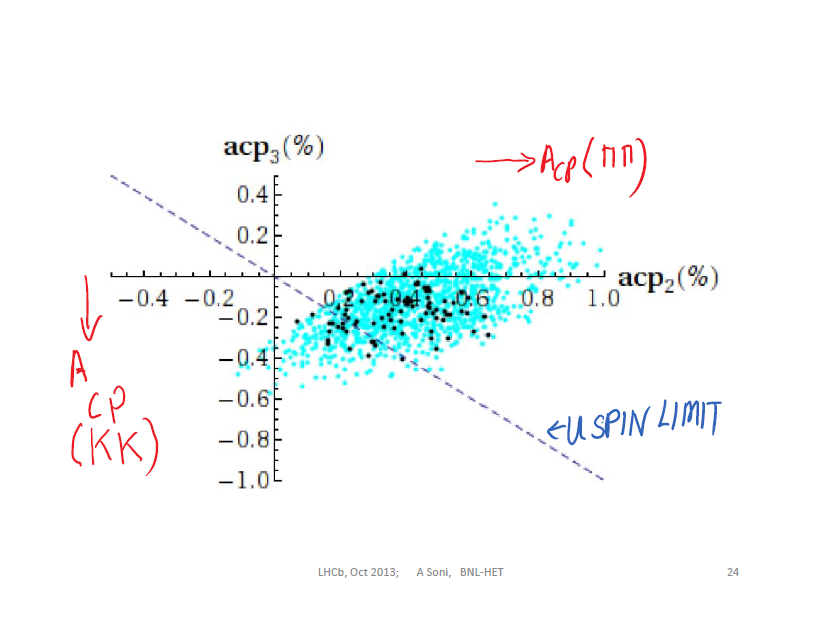 acp₃(%)
→ A_CP(ππ)
0.4
0.2
acp₂(%)
−0.4 −0.2 0.2 0.4 0.6 0.8 1.0
−0.2
−0.4
−0.6
−0.8
−1.0
A
CP
(KK)
←U SPIN LIMIT
LHCb, Oct 2013; A Soni, BNL-HET 24